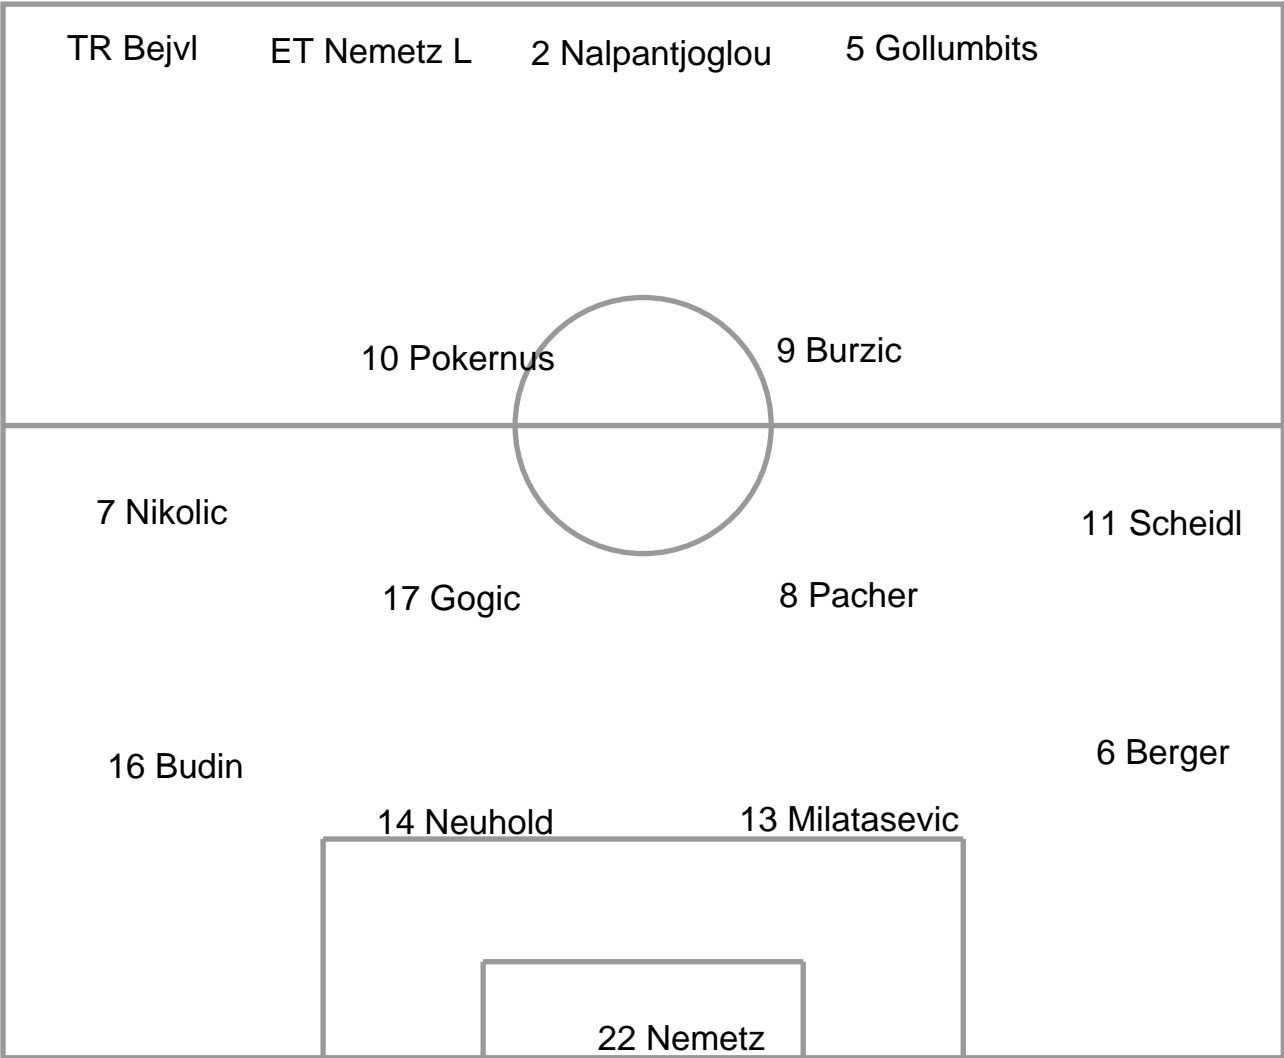 TR Bejvl
ET Nemetz L
2 Nalpantjoglou
5 Gollumbits
10 Pokernus
9 Burzic
7 Nikolic
11 Scheidl
17 Gogic
8 Pacher
16 Budin
6 Berger
14 Neuhold
13 Milatasevic
22 Nemetz